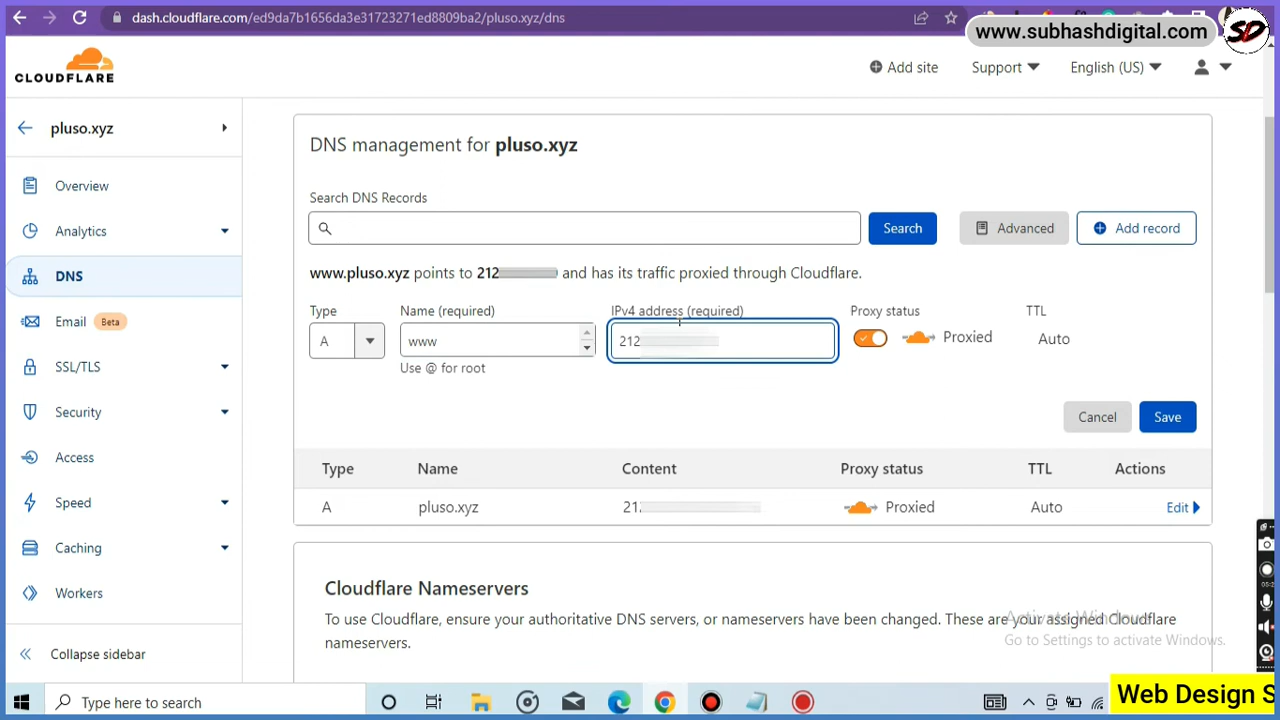 dash.cloudflare.com/ed9da7b1656da3e31723271ed8809ba2/pluso.xyz/dns
www.subhashdigital.com
SD
CLOUDFLARE
Add site
Support
English (US)
pluso.xyz
Overview
Analytics
DNS
Email Beta
SSL/TLS
Security
Access
Speed
Caching
Workers
Collapse sidebar
DNS management for pluso.xyz
Search DNS Records
Search
Advanced
Add record
www.pluso.xyz points to 212 and has its traffic proxied through Cloudflare.
Type Name (required) IPv4 address (required) Proxy status TTL
A www 212 Proxied Auto
Use @ for root
Cancel Save
Type Name Content Proxy status TTL Actions
A pluso.xyz 212 Proxied Auto Edit
Cloudflare Nameservers
To use Cloudflare, ensure your authoritative DNS servers, or nameservers have been changed. These are your assigned Cloudflare
nameservers.
Activate Windows
Go to Settings to activate Windows.
Type here to search
Web Design S